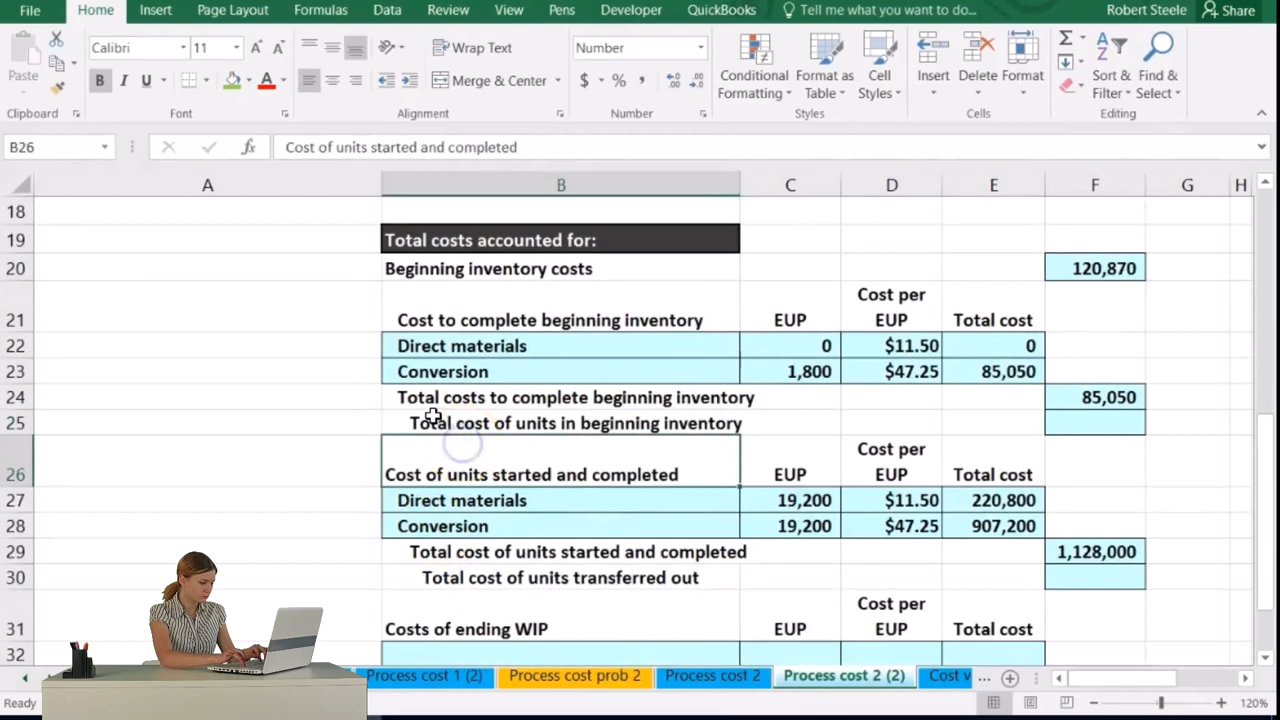 File Home Insert Page Layout Formulas Data Review View Pens Developer QuickBooks Tell me what you want to do... Robert Steele Share
Paste Calibri 11 A A Wrap Text Number Conditional Formatting Format as Table Cell Styles Insert Delete Format Sort & Filter Find & Select
B I U A Merge & Center $ % ,
Clipboard Font Alignment Number Styles Cells Editing
B26 fx Cost of units started and completed
A B C D E F G H
18
19 Total costs accounted for:
20 Beginning inventory costs 120,870
21 Cost to complete beginning inventory EUP Cost per EUP Total cost
22 Direct materials 0 $11.50 0
23 Conversion 1,800 $47.25 85,050
24 Total costs to complete beginning inventory 85,050
25 Total cost of units in beginning inventory
26 Cost of units started and completed EUP Cost per EUP Total cost
27 Direct materials 19,200 $11.50 220,800
28 Conversion 19,200 $47.25 907,200
29 Total cost of units started and completed 1,128,000
30 Total cost of units transferred out
31 Costs of ending WIP EUP Cost per EUP Total cost
32
Process cost 1 (2) Process cost prob 2 Process cost 2 Process cost 2 (2) Cost v ...
Ready 120%